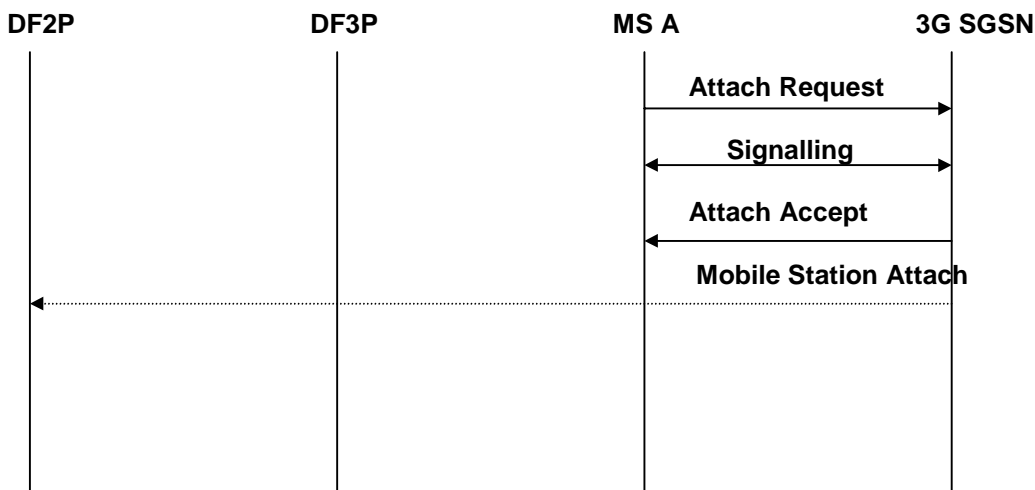 DF2P DF3P MS A 3G SGSN
Attach Request
Signalling
Attach Accept
Mobile Station Attach